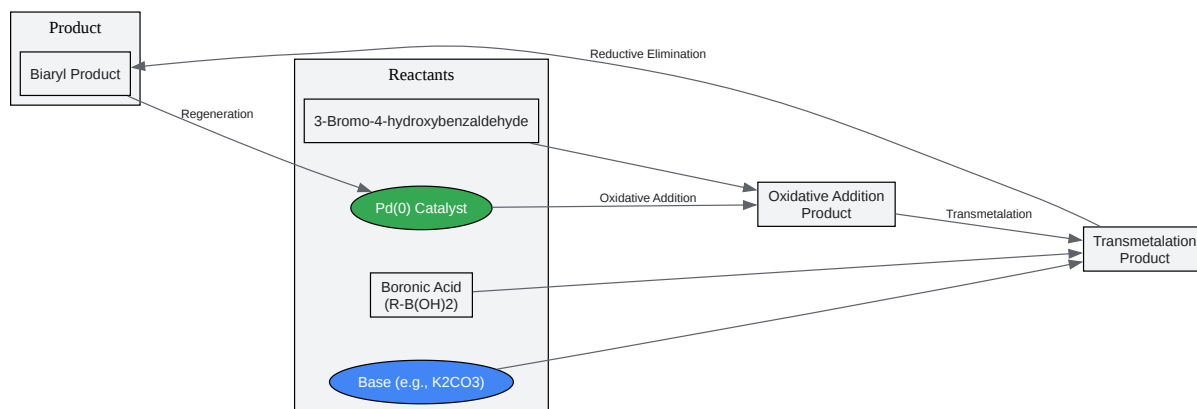 Product
Biaryl Product
Reductive Elimination
Regeneration
Reactants
3-Bromo-4-hydroxybenzaldehyde
Pd(0) Catalyst
Oxidative Addition
Oxidative Addition
Product
Transmetalation
Transmetalation
Product
Boronic Acid
(R-B(OH)2)
Base (e.g., K2CO3)